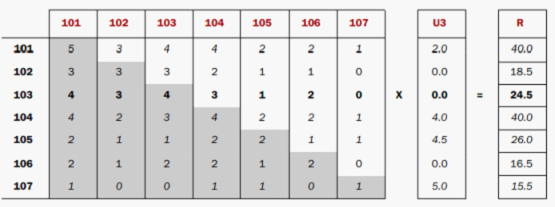 101 102 103 104 105 106 107 U3 R
101 5 3 4 4 2 2 1 2.0 40.0
102 3 3 3 2 1 1 0 0.0 18.5
103 4 3 4 3 1 2 0 X 0.0 = 24.5
104 4 2 3 4 2 2 1 4.0 40.0
105 2 1 1 2 2 1 1 4.5 26.0
106 2 1 2 2 1 2 0 0.0 16.5
107 1 0 0 1 1 0 1 5.0 15.5